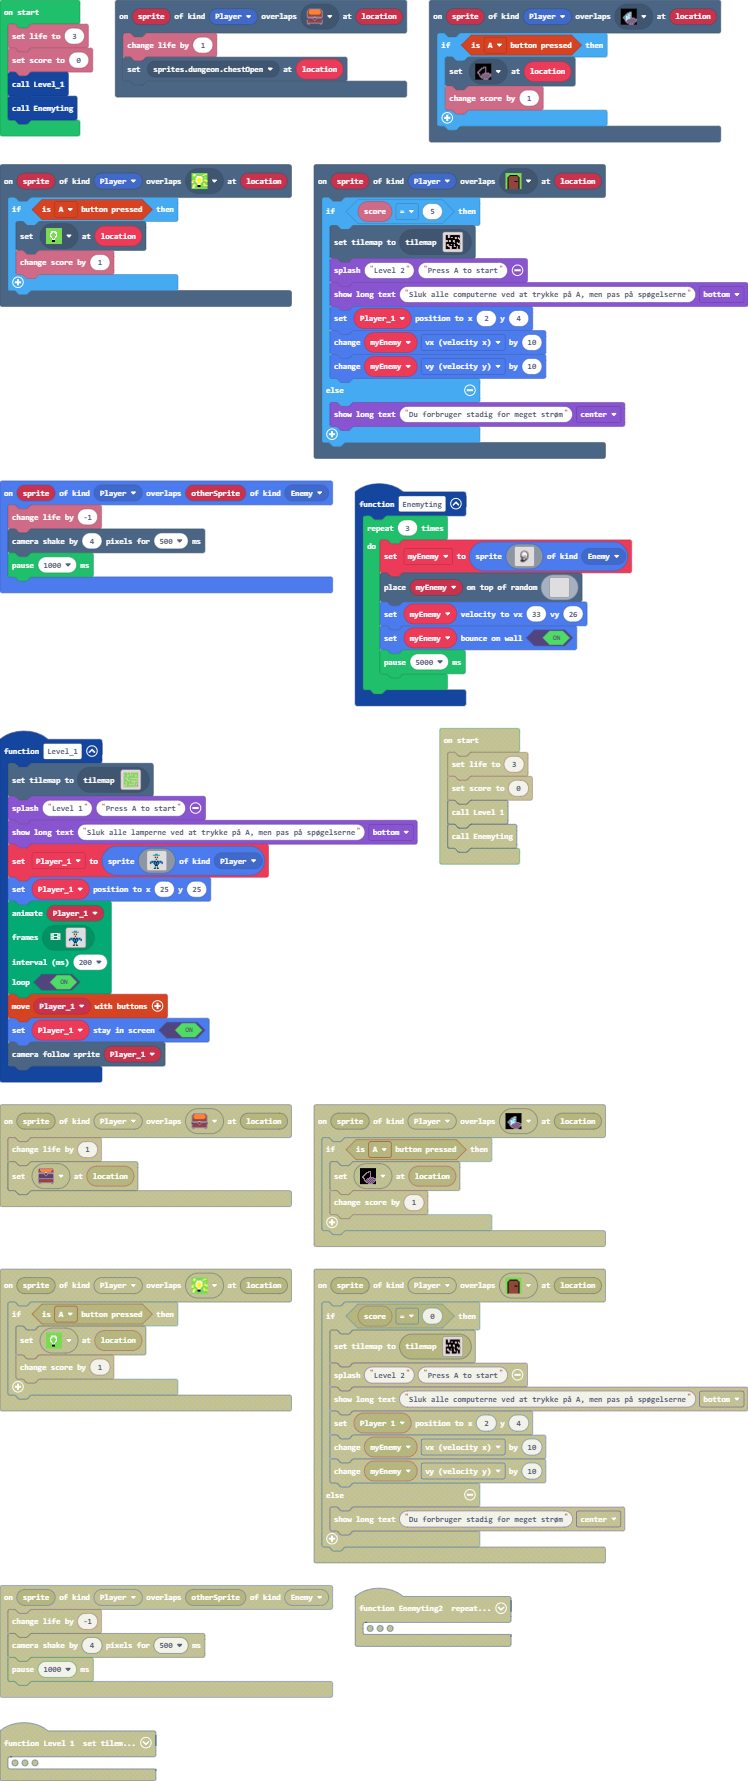 on start
set life to 3
set score to 0
call Level_1
call Enemyting
on sprite of kind Player overlaps at location
change life by 1
set sprites.dungeon.chestOpen at location
on sprite of kind Player overlaps at location
if is A button pressed then
set at location
change score by 1
on sprite of kind Player overlaps at location
if is A button pressed then
set at location
change score by 1
on sprite of kind Player overlaps at location
if score = 5 then
set tilemap to tilemap
splash "Level 2" "Press A to start"
show long text "Sluk alle computerne ved at trykke på A, men pas på spøgelserne" bottom
set Player_1 position to x 2 y 4
change myEnemy vx (velocity x) by 10
change myEnemy vy (velocity y) by 10
else
show long text "Du forbruger stadig for meget strøm" center
on sprite of kind Player overlaps otherSprite of kind Enemy
change life by -1
camera shake by 4 pixels for 500 ms
pause 1000 ms
function Enemyting
repeat 3 times
do
set myEnemy to sprite of kind Enemy
place myEnemy on top of random
set myEnemy velocity to vx 33 vy 26
set myEnemy bounce on wall ON
pause 5000 ms
function Level_1
set tilemap to tilemap
splash "Level 1" "Press A to start"
show long text "Sluk alle lamperne ved at trykke på A, men pas på spøgelserne" bottom
set Player_1 to sprite of kind Player
set Player_1 position to x 25 y 25
animate Player_1
frames
interval (ms) 200
loop ON
move Player_1 with buttons
set Player_1 stay in screen ON
camera follow sprite Player_1
on start
set life to 3
set score to 0
call Level 1
call Enemyting
on sprite of kind Player overlaps at location
change life by 1
set at location
on sprite of kind Player overlaps at location
if is A button pressed then
set at location
change score by 1
on sprite of kind Player overlaps at location
if is A button pressed then
set at location
change score by 1
on sprite of kind Player overlaps at location
if score = 0 then
set tilemap to tilemap
splash "Level 2" "Press A to start"
show long text "Sluk alle computerne ved at trykke på A, men pas på spøgelserne" bottom
set Player 1 position to x 2 y 4
change myEnemy vx (velocity x) by 10
change myEnemy vy (velocity y) by 10
else
show long text "Du forbruger stadig for meget strøm" center
on sprite of kind Player overlaps otherSprite of kind Enemy
change life by -1
camera shake by 4 pixels for 500 ms
pause 1000 ms
function Enemyting2 repeat...
function Level 1 set tilem...